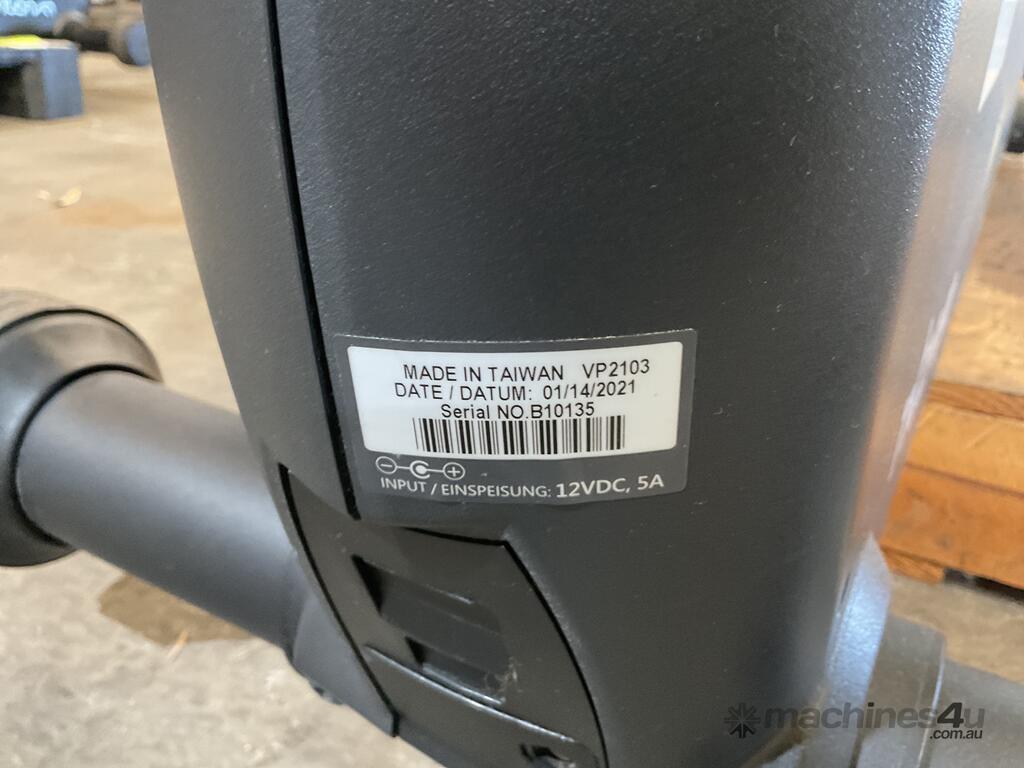 MADE IN TAIWAN VP2103
DATE / DATUM: 01/14/2021
Serial NO.B10135
INPUT / EINSPEISUNG: 12VDC, 5A
machines4u
.com.au